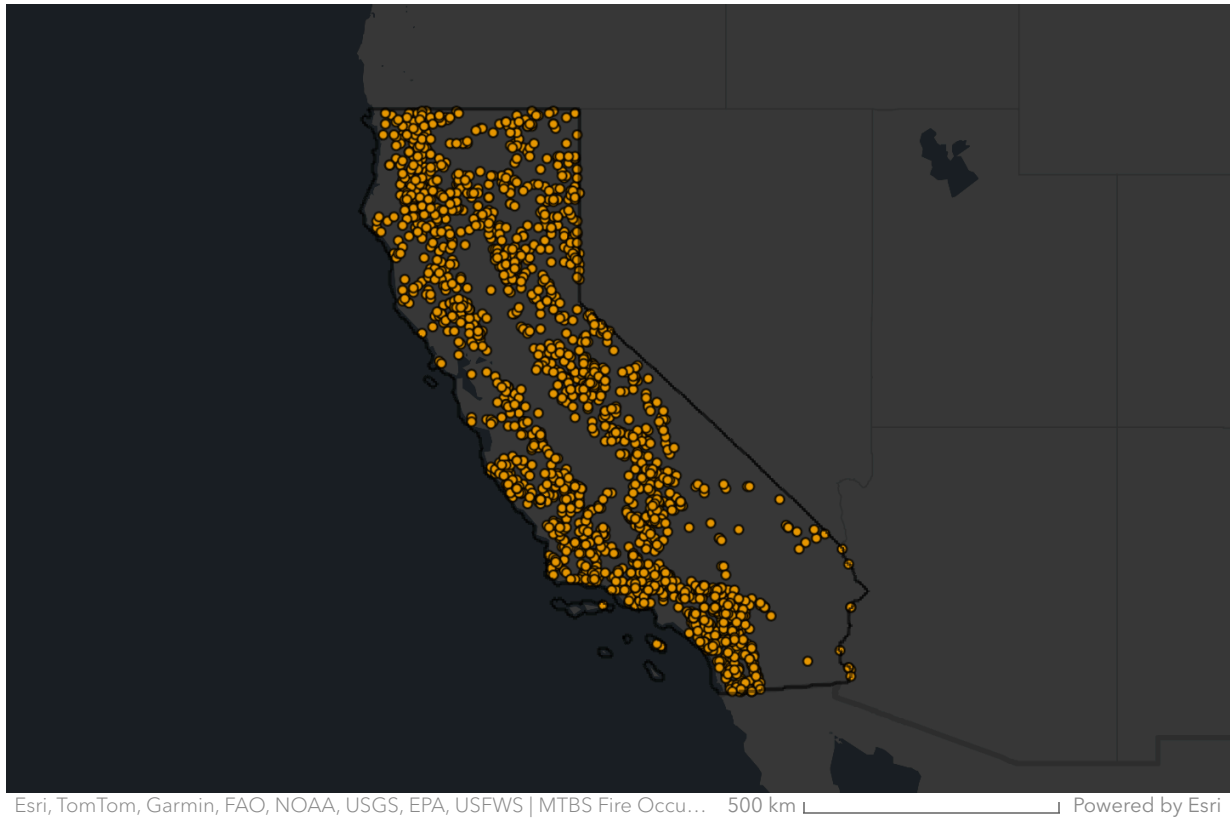 Esri, TomTom, Garmin, FAO, NOAA, USGS, EPA, USFWS | MTBS Fire Occu... 500 km Powered by Esri